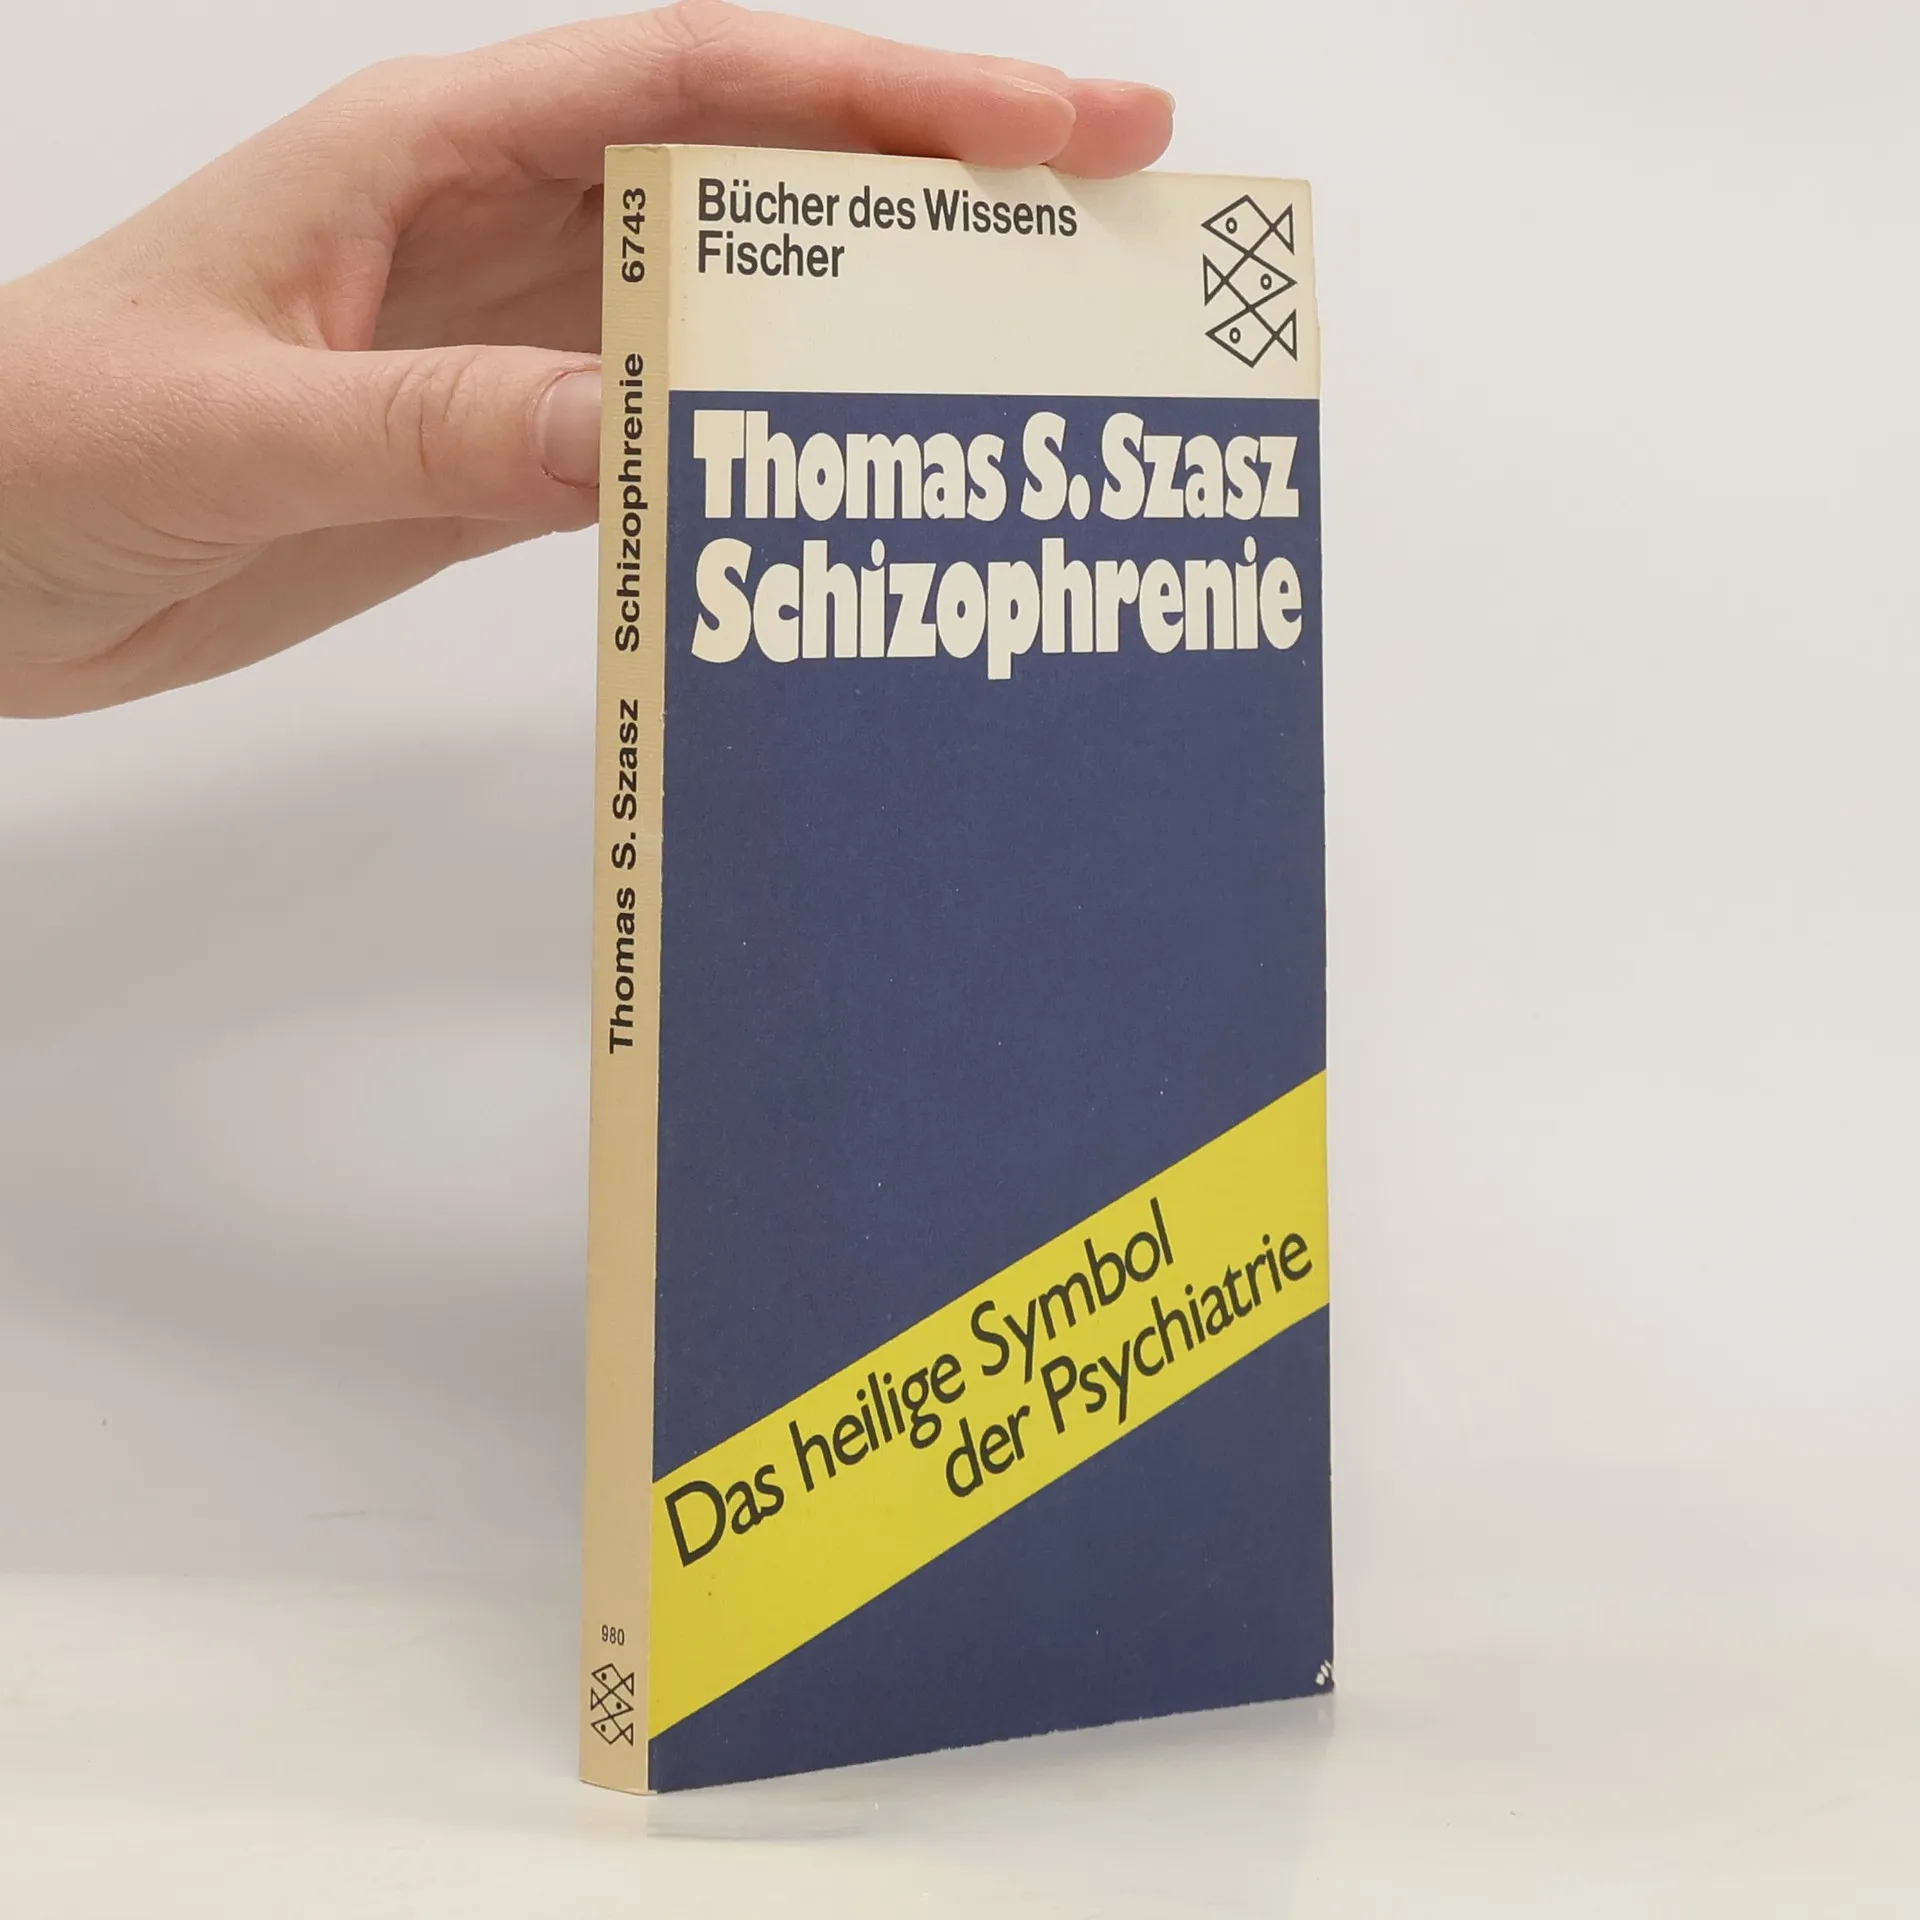 Bücher des Wissens
Fischer
Thomas S. Szasz
Schizophrenie
Das heilige Symbol
der Psychiatrie
Thomas S. Szasz Schizophrenie 6743
980